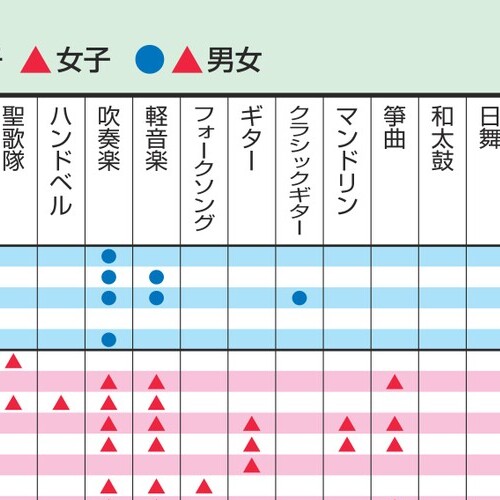 ▲女子 ●▲男女
聖歌隊
ハンドベル
吹奏楽
軽音楽
フォークソング
ギター
クラシックギター
マンドリン
箏曲
和太鼓
日舞